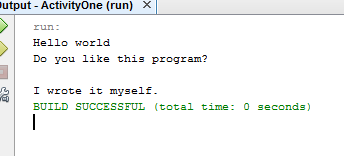 Output - ActivityOne (run) ×
run:
Hello world
Do you like this program?
I wrote it myself.
BUILD SUCCESSFUL (total time: 0 seconds)